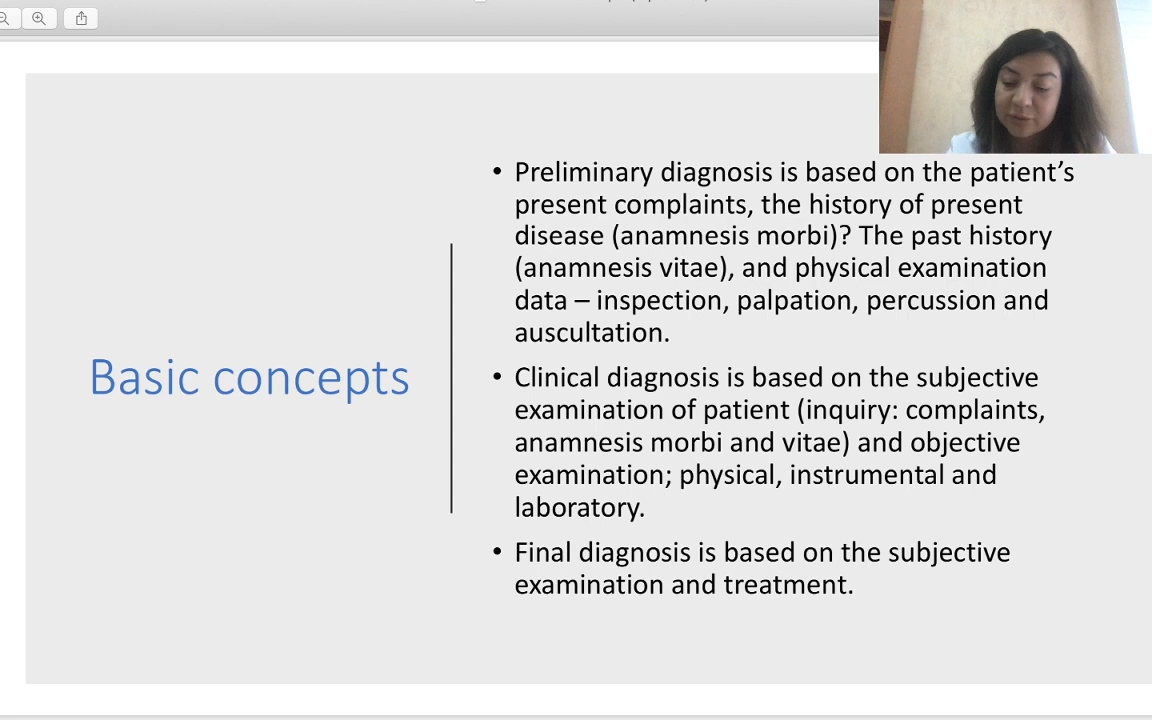 Basic concepts
• Preliminary diagnosis is based on the patient’s
present complaints, the history of present
disease (anamnesis morbi)? The past history
(anamnesis vitae), and physical examination
data – inspection, palpation, percussion and
auscultation.
• Clinical diagnosis is based on the subjective
examination of patient (inquiry: complaints,
anamnesis morbi and vitae) and objective
examination; physical, instrumental and
laboratory.
• Final diagnosis is based on the subjective
examination and treatment.